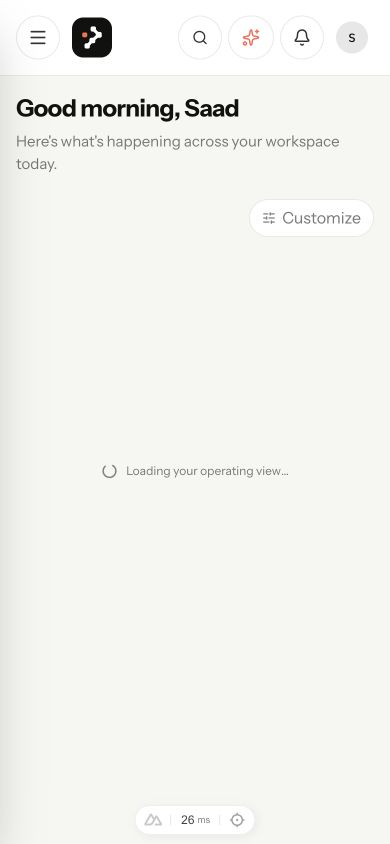 S
Good morning, Saad
Here's what's happening across your workspace
today.
Customize
Loading your operating view...
26 ms